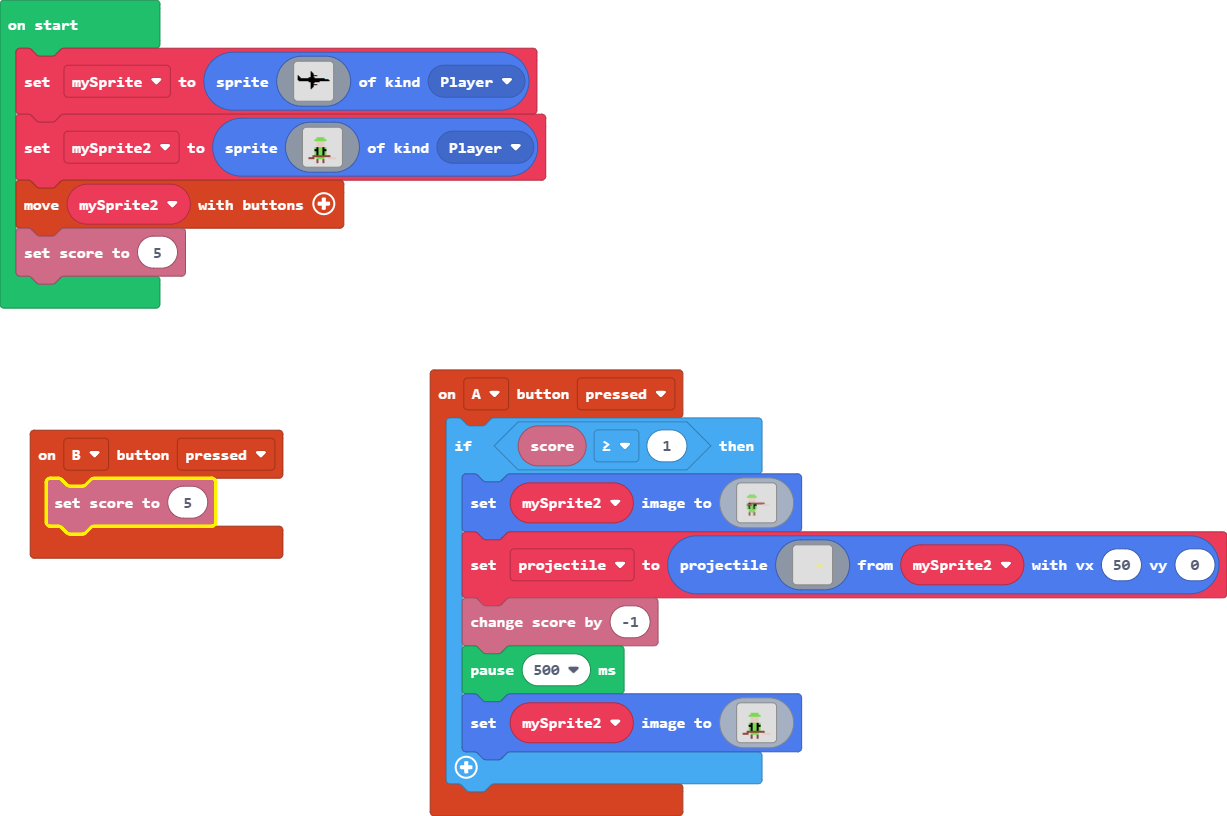 on start
set mySprite to sprite of kind Player
set mySprite2 to sprite of kind Player
move mySprite2 with buttons
set score to 5
on B button pressed
set score to 5
on A button pressed
if score ≥ 1 then
set mySprite2 image to
set projectile to projectile from mySprite2 with vx 50 vy 0
change score by -1
pause 500 ms
set mySprite2 image to